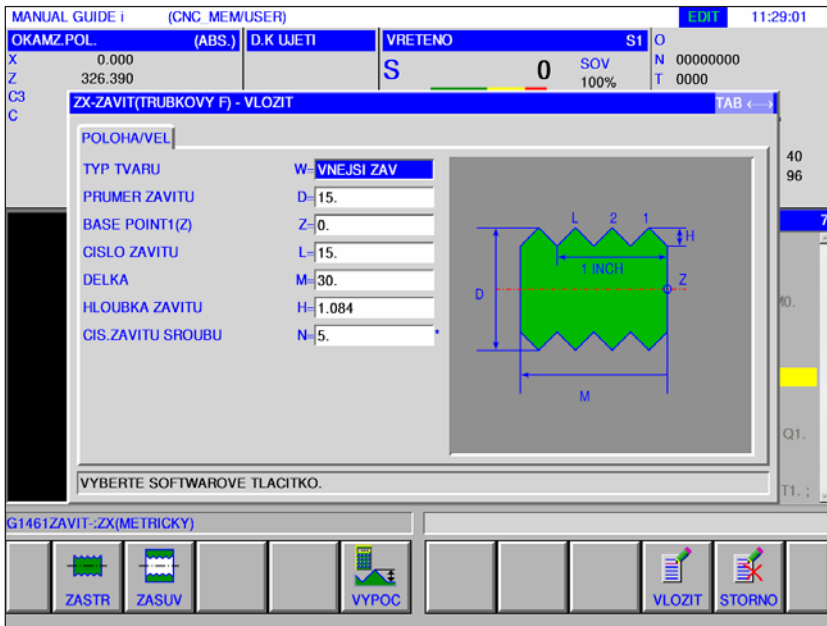 MANUAL GUIDE i (CNC_MEM/USER) EDIT 11:29:01
OKAMZ.POL. (ABS.) D.K UJETI VRETENO S1 O
X 0.000 S 0 SOV 100% N 00000000
Z 326.390 T 0000
C3
C
ZX-ZAVIT(TRUBKOVY F) - VLOZIT TAB ←→
POLOHA/VEL
TYP TVARU W=VNEJSI ZAV
PRUMER ZAVITU D=15.
BASE POINT1(Z) Z=0.
CISLO ZAVITU L=15.
DELKA M=30.
HLOUBKA ZAVITU H=1.084
CIS.ZAVITU SROUBU N=5. *
L 2 1
H
1 INCH
D
Z
M
40
96
7
M0.
Q1.
T1. ;
VYBERTE SOFTWAROVE TLACITKO.
G1461ZAVIT-:ZX(METRICKY)
ZASTR ZASUV VYPOC VLOZIT STORNO